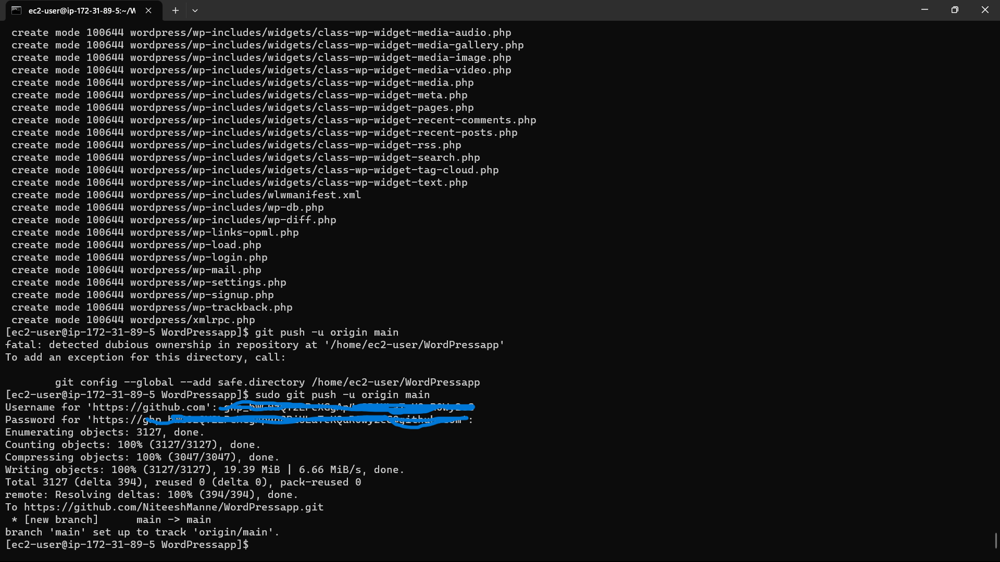 ec2-user@ip-172-31-89-5:~/W
create mode 100644 wordpress/wp-includes/widgets/class-wp-widget-media-audio.php
create mode 100644 wordpress/wp-includes/widgets/class-wp-widget-media-gallery.php
create mode 100644 wordpress/wp-includes/widgets/class-wp-widget-media-image.php
create mode 100644 wordpress/wp-includes/widgets/class-wp-widget-media-video.php
create mode 100644 wordpress/wp-includes/widgets/class-wp-widget-media.php
create mode 100644 wordpress/wp-includes/widgets/class-wp-widget-meta.php
create mode 100644 wordpress/wp-includes/widgets/class-wp-widget-pages.php
create mode 100644 wordpress/wp-includes/widgets/class-wp-widget-recent-comments.php
create mode 100644 wordpress/wp-includes/widgets/class-wp-widget-recent-posts.php
create mode 100644 wordpress/wp-includes/widgets/class-wp-widget-rss.php
create mode 100644 wordpress/wp-includes/widgets/class-wp-widget-search.php
create mode 100644 wordpress/wp-includes/widgets/class-wp-widget-tag-cloud.php
create mode 100644 wordpress/wp-includes/widgets/class-wp-widget-text.php
create mode 100644 wordpress/wp-includes/wlwmanifest.xml
create mode 100644 wordpress/wp-includes/wp-db.php
create mode 100644 wordpress/wp-includes/wp-diff.php
create mode 100644 wordpress/wp-links-opml.php
create mode 100644 wordpress/wp-load.php
create mode 100644 wordpress/wp-login.php
create mode 100644 wordpress/wp-mail.php
create mode 100644 wordpress/wp-settings.php
create mode 100644 wordpress/wp-signup.php
create mode 100644 wordpress/wp-trackback.php
create mode 100644 wordpress/xmlrpc.php
[ec2-user@ip-172-31-89-5 WordPressapp]$ git push -u origin main
fatal: detected dubious ownership in repository at '/home/ec2-user/WordPressapp'
To add an exception for this directory, call:
git config --global --add safe.directory /home/ec2-user/WordPressapp
[ec2-user@ip-172-31-89-5 WordPressapp]$ sudo git push -u origin main
Username for 'https://github.com':
Password for 'https://
Enumerating objects: 3127, done.
Counting objects: 100% (3127/3127), done.
Compressing objects: 100% (3047/3047), done.
Writing objects: 100% (3127/3127), 19.39 MiB | 6.66 MiB/s, done.
Total 3127 (delta 394), reused 0 (delta 0), pack-reused 0
remote: Resolving deltas: 100% (394/394), done.
To https://github.com/NiteeshManne/WordPressapp.git
* [new branch]      main -> main
branch 'main' set up to track 'origin/main'.
[ec2-user@ip-172-31-89-5 WordPressapp]$